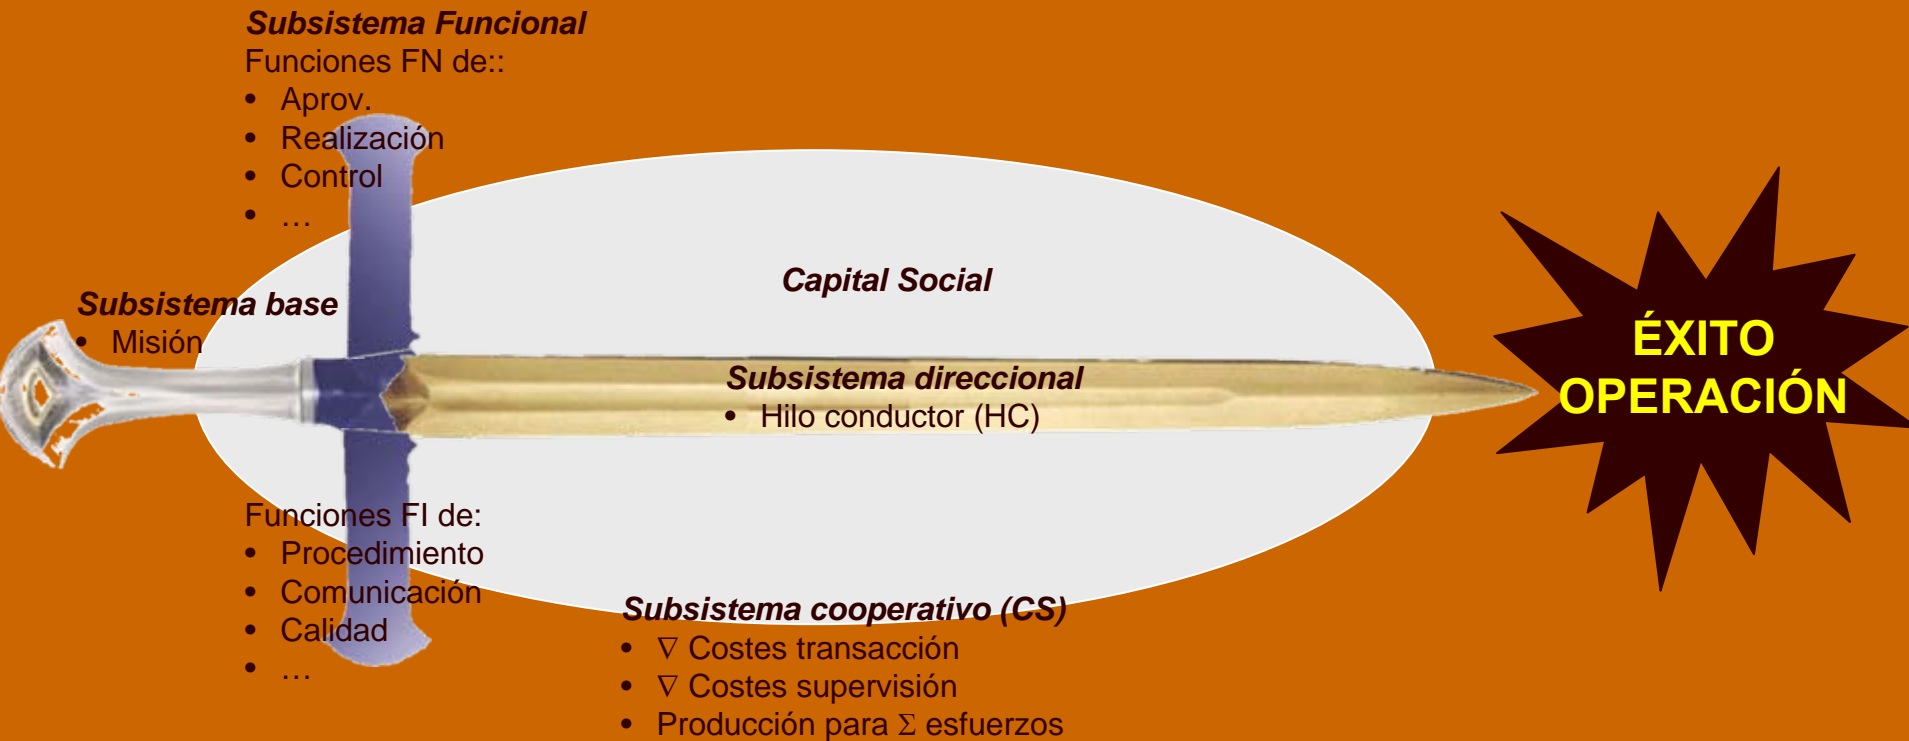 Subsistema Funcional
Funciones FN de::
• Aprov.
• Realización
• Control
• …
Capital Social
Subsistema base
• Misión
ÉXITO
OPERACIÓN
Subsistema direccional
• Hilo conductor (HC)
Funciones FI de:
• Procedimiento
• Comunicación
• Calidad
• …
Subsistema cooperativo (CS)
• ∇ Costes transacción
• ∇ Costes supervisión
• Producción para Σ esfuerzos